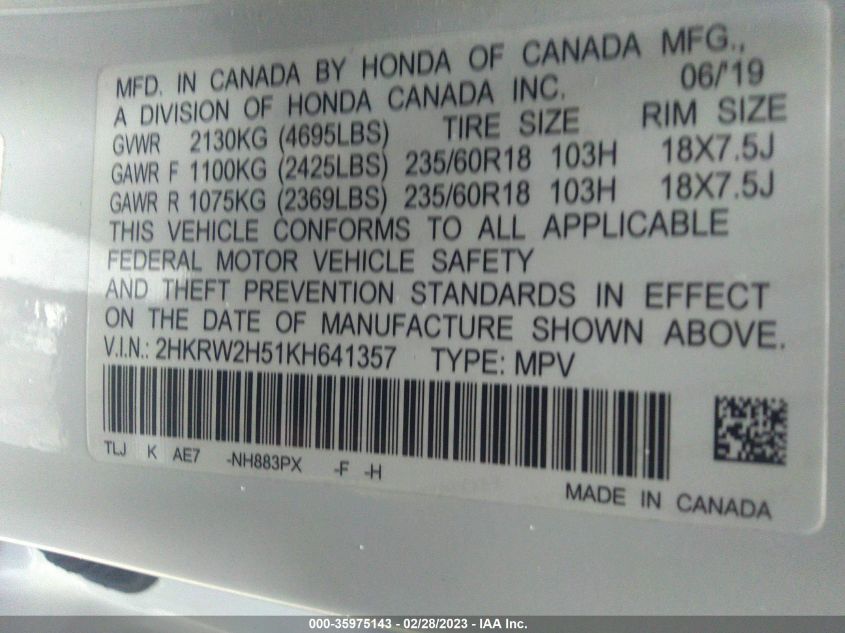 MFD. IN CANADA BY HONDA OF CANADA MFG.,
A DIVISION OF HONDA CANADA INC. 06/'19
GVWR 2130KG (4695LBS) TIRE SIZE RIM SIZE
GAWR F 1100KG (2425LBS) 235/60R18 103H 18X7.5J
GAWR R 1075KG (2369LBS) 235/60R18 103H 18X7.5J
THIS VEHICLE CONFORMS TO ALL APPLICABLE
FEDERAL MOTOR VEHICLE SAFETY
AND THEFT PREVENTION STANDARDS IN EFFECT
ON THE DATE OF MANUFACTURE SHOWN ABOVE.
V.I.N.: 2HKRW2H51KH641357 TYPE: MPV
TLJ K AE7 -NH883PX -F -H
MADE IN CANADA
000-35975143 - 02/28/2023 - IAA Inc.